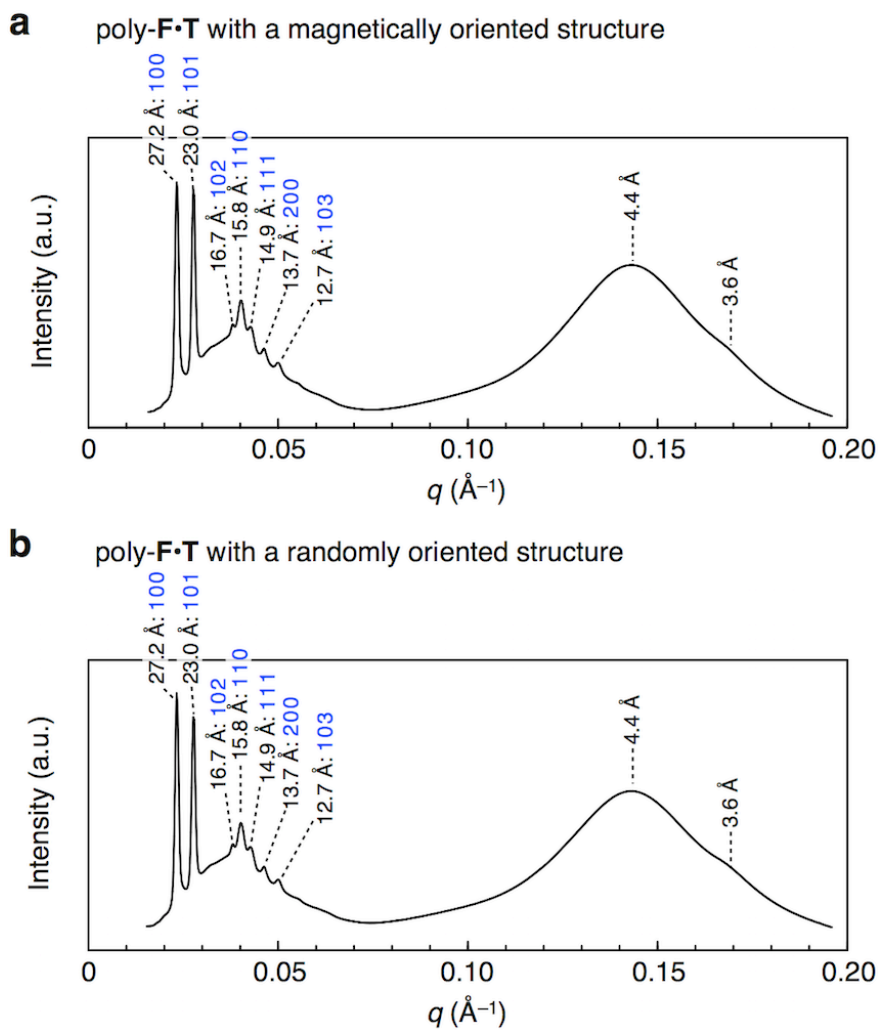 a poly-F•T with a magnetically oriented structure
27.2 Å: 100
23.0 Å: 101
16.7 Å: 102
15.8 Å: 110
14.9 Å: 111
13.7 Å: 200
12.7 Å: 103
4.4 Å
3.6 Å
Intensity (a.u.)
0 0.05 0.10 0.15 0.20
q (Å⁻¹)
b poly-F•T with a randomly oriented structure
27.2 Å: 100
23.0 Å: 101
16.7 Å: 102
15.8 Å: 110
14.9 Å: 111
13.7 Å: 200
12.7 Å: 103
4.4 Å
3.6 Å
Intensity (a.u.)
0 0.05 0.10 0.15 0.20
q (Å⁻¹)